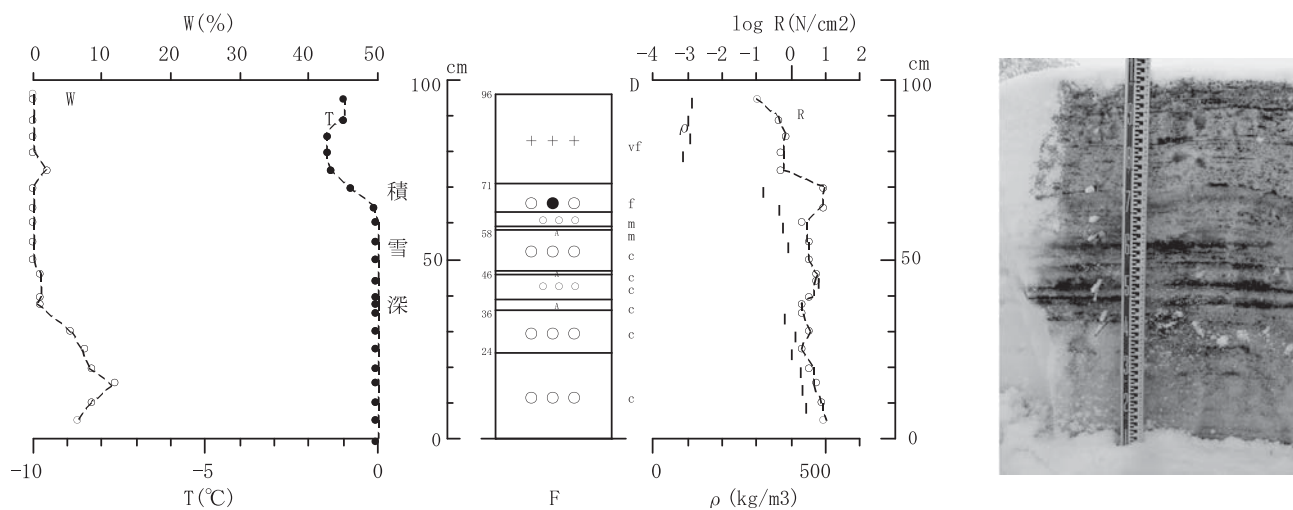 W(%)
0 10 20 30 40 50
cm
100
W
T
積
雪
深
50
0
-10 -5 0
T(℃)
96
71
58
46
36
24
+ + +
A
A
A
F
D
vf
f
m
m
c
c
c
c
c
c
log R(N/cm2)
-4 -3 -2 -1 0 1 2
cm
100
R
ρ
50
0
0 500
ρ (kg/m3)